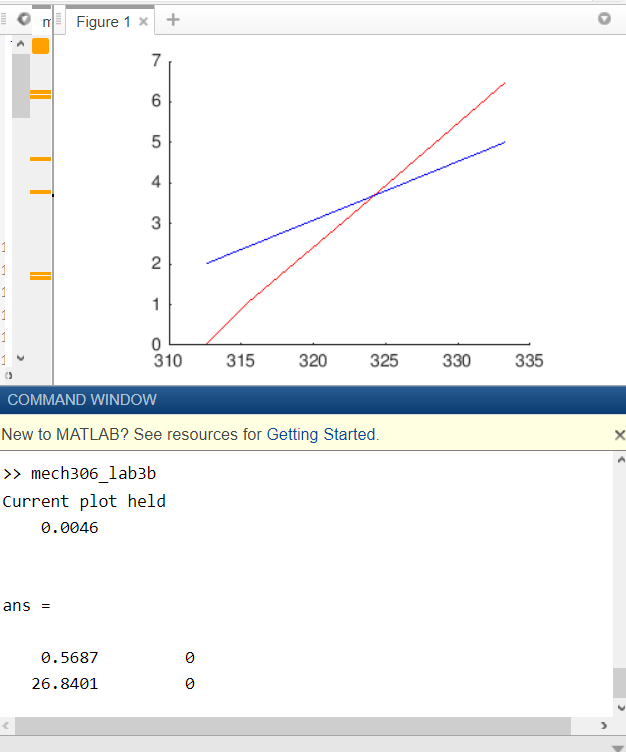 m
Figure 1 × +
7
6
5
4
3
2
1
0
310 315 320 325 330 335
COMMAND WINDOW
New to MATLAB? See resources for Getting Started.
>> mech306_lab3b
Current plot held
0.0046
ans =
0.5687 0
26.8401 0